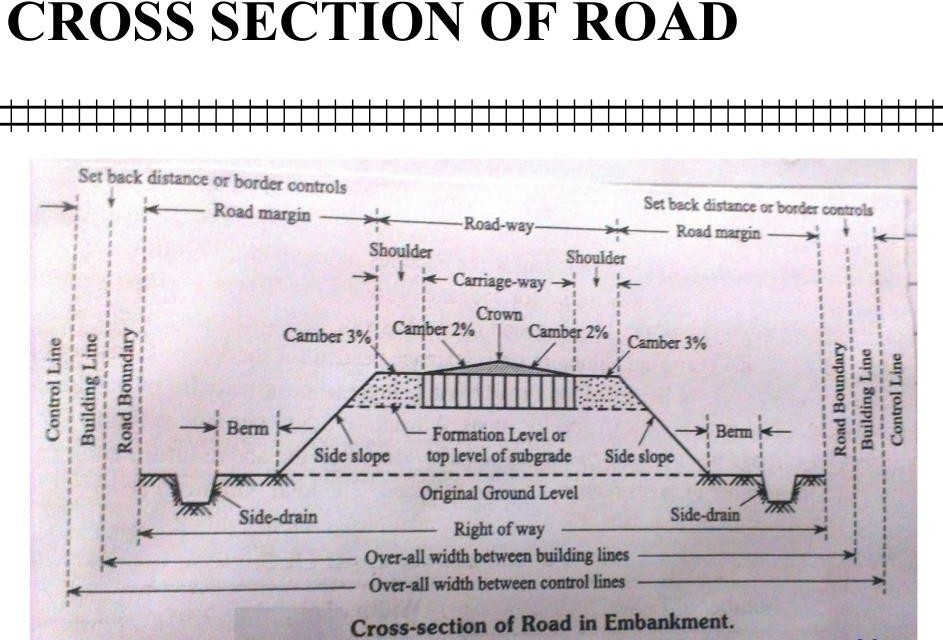 CROSS SECTION OF ROAD
Set back distance or border controls
Road margin
Road-way
Set back distance or border controls
Road margin
Shoulder
Shoulder
Carriage-way
Crown
Camber 3%
Camber 2%
Camber 2%
Camber 3%
Control Line
Building Line
Road Boundary
Road Boundary
Building Line
Control Line
Berm
Berm
Formation Level or
top level of subgrade
Side slope
Side slope
Original Ground Level
Side-drain
Side-drain
Right of way
Over-all width between building lines
Over-all width between control lines
Cross-section of Road in Embankment.